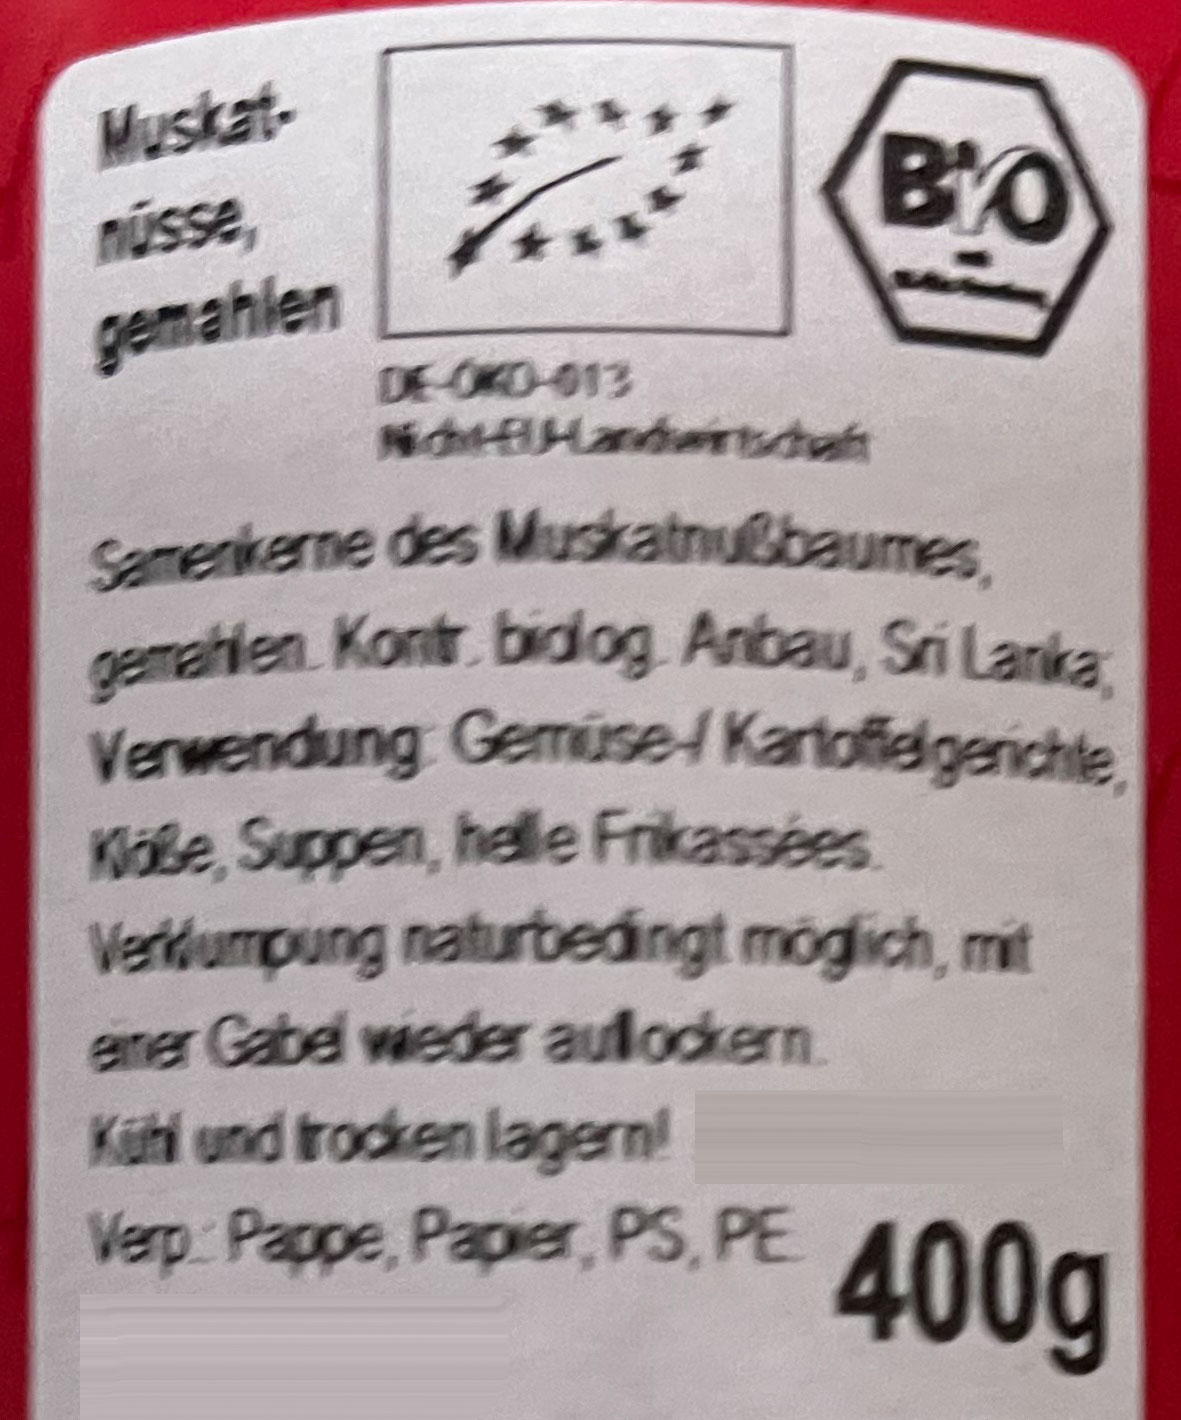 Muskat-
nüsse,
gemahlen
BIO
DE-ÖKO-013
Nicht-EU-Landwirtschaft
Samenkerne des Muskatnußbaumes,
gemahlen. Kontr. biolog. Anbau, Sri Lanka;
Verwendung: Gemüse-/ Kartoffelgerichte,
Klöße, Suppen, helle Frikassées.
Verklumpung naturbedingt möglich, mit
einer Gabel wieder auflockern.
Kühl und trocken lagern!
Verp.: Pappe, Papier, PS, PE
400g